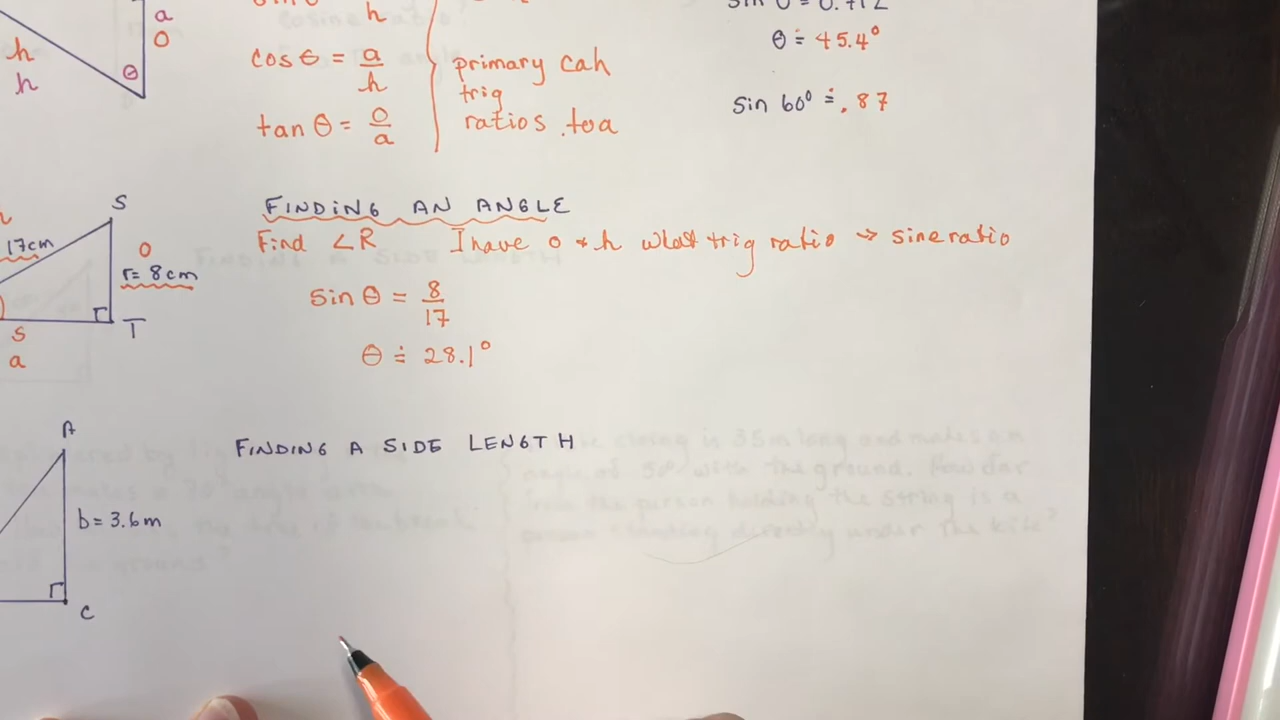 h
h
a
o
θ
h
cos θ = a/h
tan θ = o/a
primary cah
trig
ratios toa
θ ≐ 45.4°
sin 60° ≐ .87
S
17cm
o
r= 8cm
T
s
a
FINDING AN ANGLE
Find ∠R I have o + h what trig ratio → sine ratio
sin θ = 8/17
θ ≐ 28.1°
A
b = 3.6m
C
FINDING A SIDE LENGTH